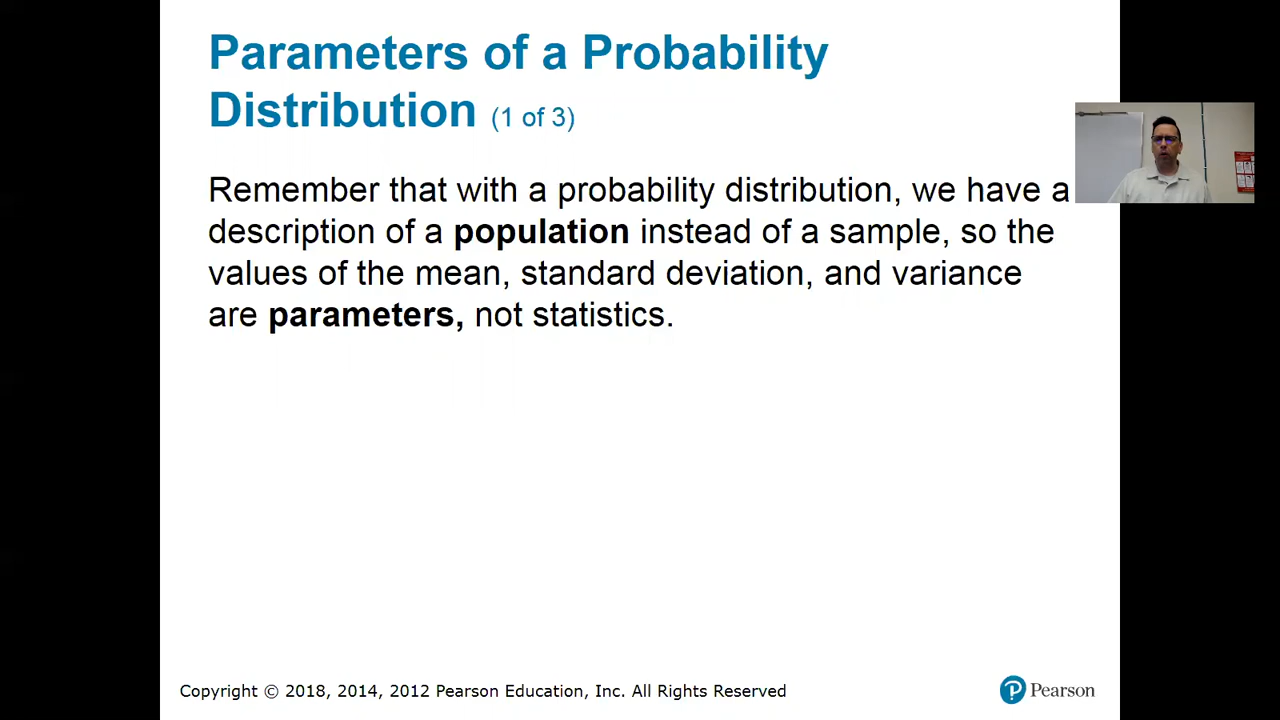 Parameters of a Probability
Distribution (1 of 3)
Remember that with a probability distribution, we have a
description of a population instead of a sample, so the
values of the mean, standard deviation, and variance
are parameters, not statistics.
Copyright © 2018, 2014, 2012 Pearson Education, Inc. All Rights Reserved
Pearson